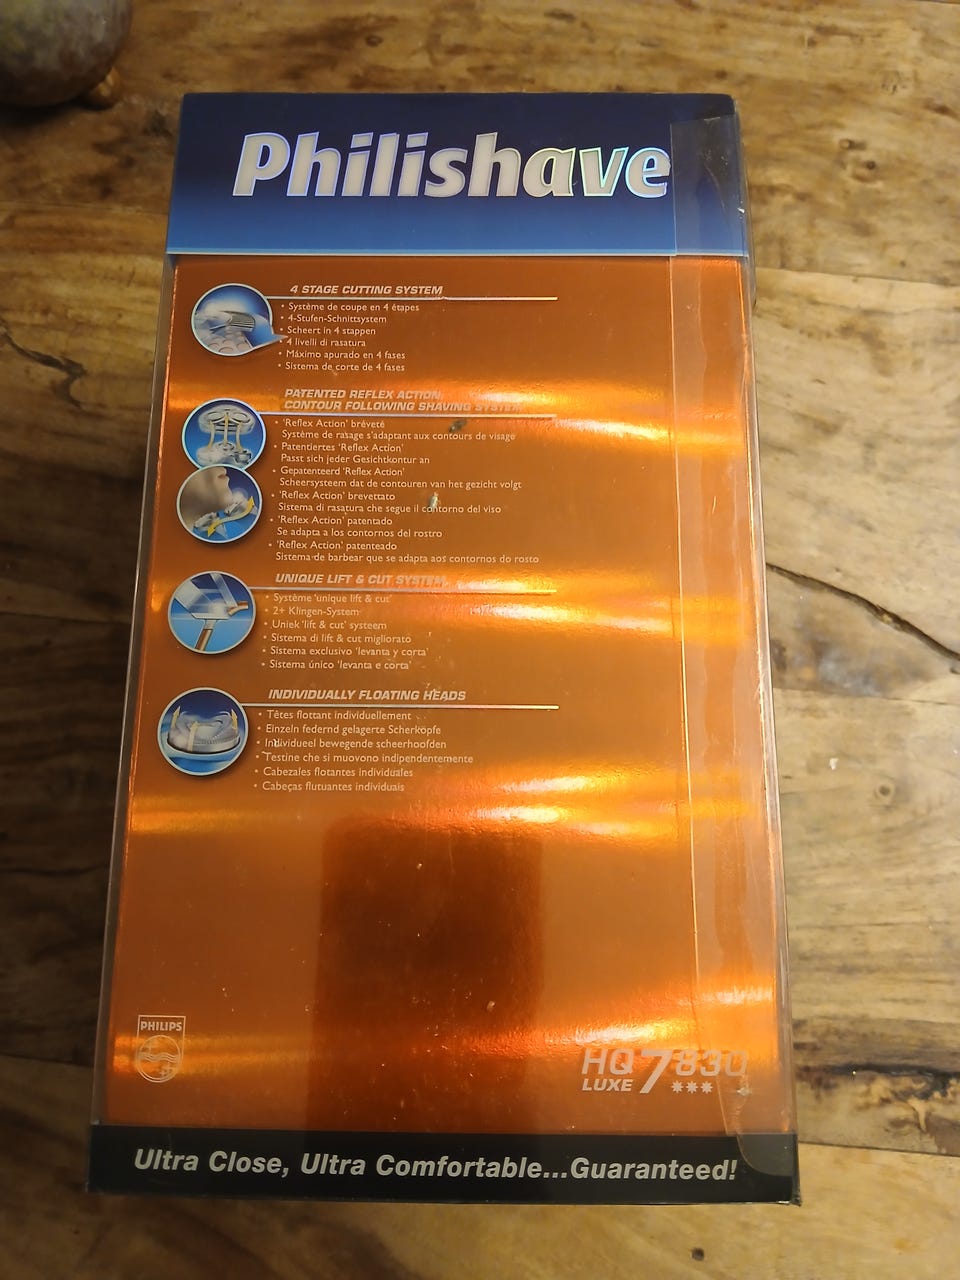 Philishave
4 STAGE CUTTING SYSTEM
• Système de coupe en 4 étapes
• 4-Stufen-Schnittsystem
• Scheert in 4 stappen
• 4 livelli di rasatura
• Máximo apurado en 4 fases
• Sistema de corte de 4 fases
PATENTED REFLEX ACTION,
CONTOUR FOLLOWING SHAVING SYSTEM
• 'Reflex Action' bréveté
Système de rasage s'adaptant aux contours de visage
• Patentiertes 'Reflex Action'
Passt sich jeder Gesichtkontur an
• Gepatenteerd 'Reflex Action'
Scheersysteem dat de contouren van het gezicht volgt
• 'Reflex Action' brevettato
Sistema di rasatura che segue il contorno del viso
• 'Reflex Action' patentado
Se adapta a los contornos del rostro
• 'Reflex Action' patenteado
Sistema de barbear que se adapta aos contornos do rosto
UNIQUE LIFT & CUT SYSTEM
• Système 'unique lift & cut'
• 2+ Klingen-System
• Uniek 'lift & cut' systeem
• Sistema di lift & cut migliorato
• Sistema exclusivo 'levanta y corta'
• Sistema único 'levanta e corta'
INDIVIDUALLY FLOATING HEADS
• Têtes flottant individuellement
• Einzeln federnd gelagerte Scherköpfe
• Individueel bewegende scheerhoofden
• Testine che si muovono indipendentemente
• Cabezales flotantes individuales
• Cabeças flutuantes individuais
PHILIPS
HQ 7830
LUXE
Ultra Close, Ultra Comfortable...Guaranteed!